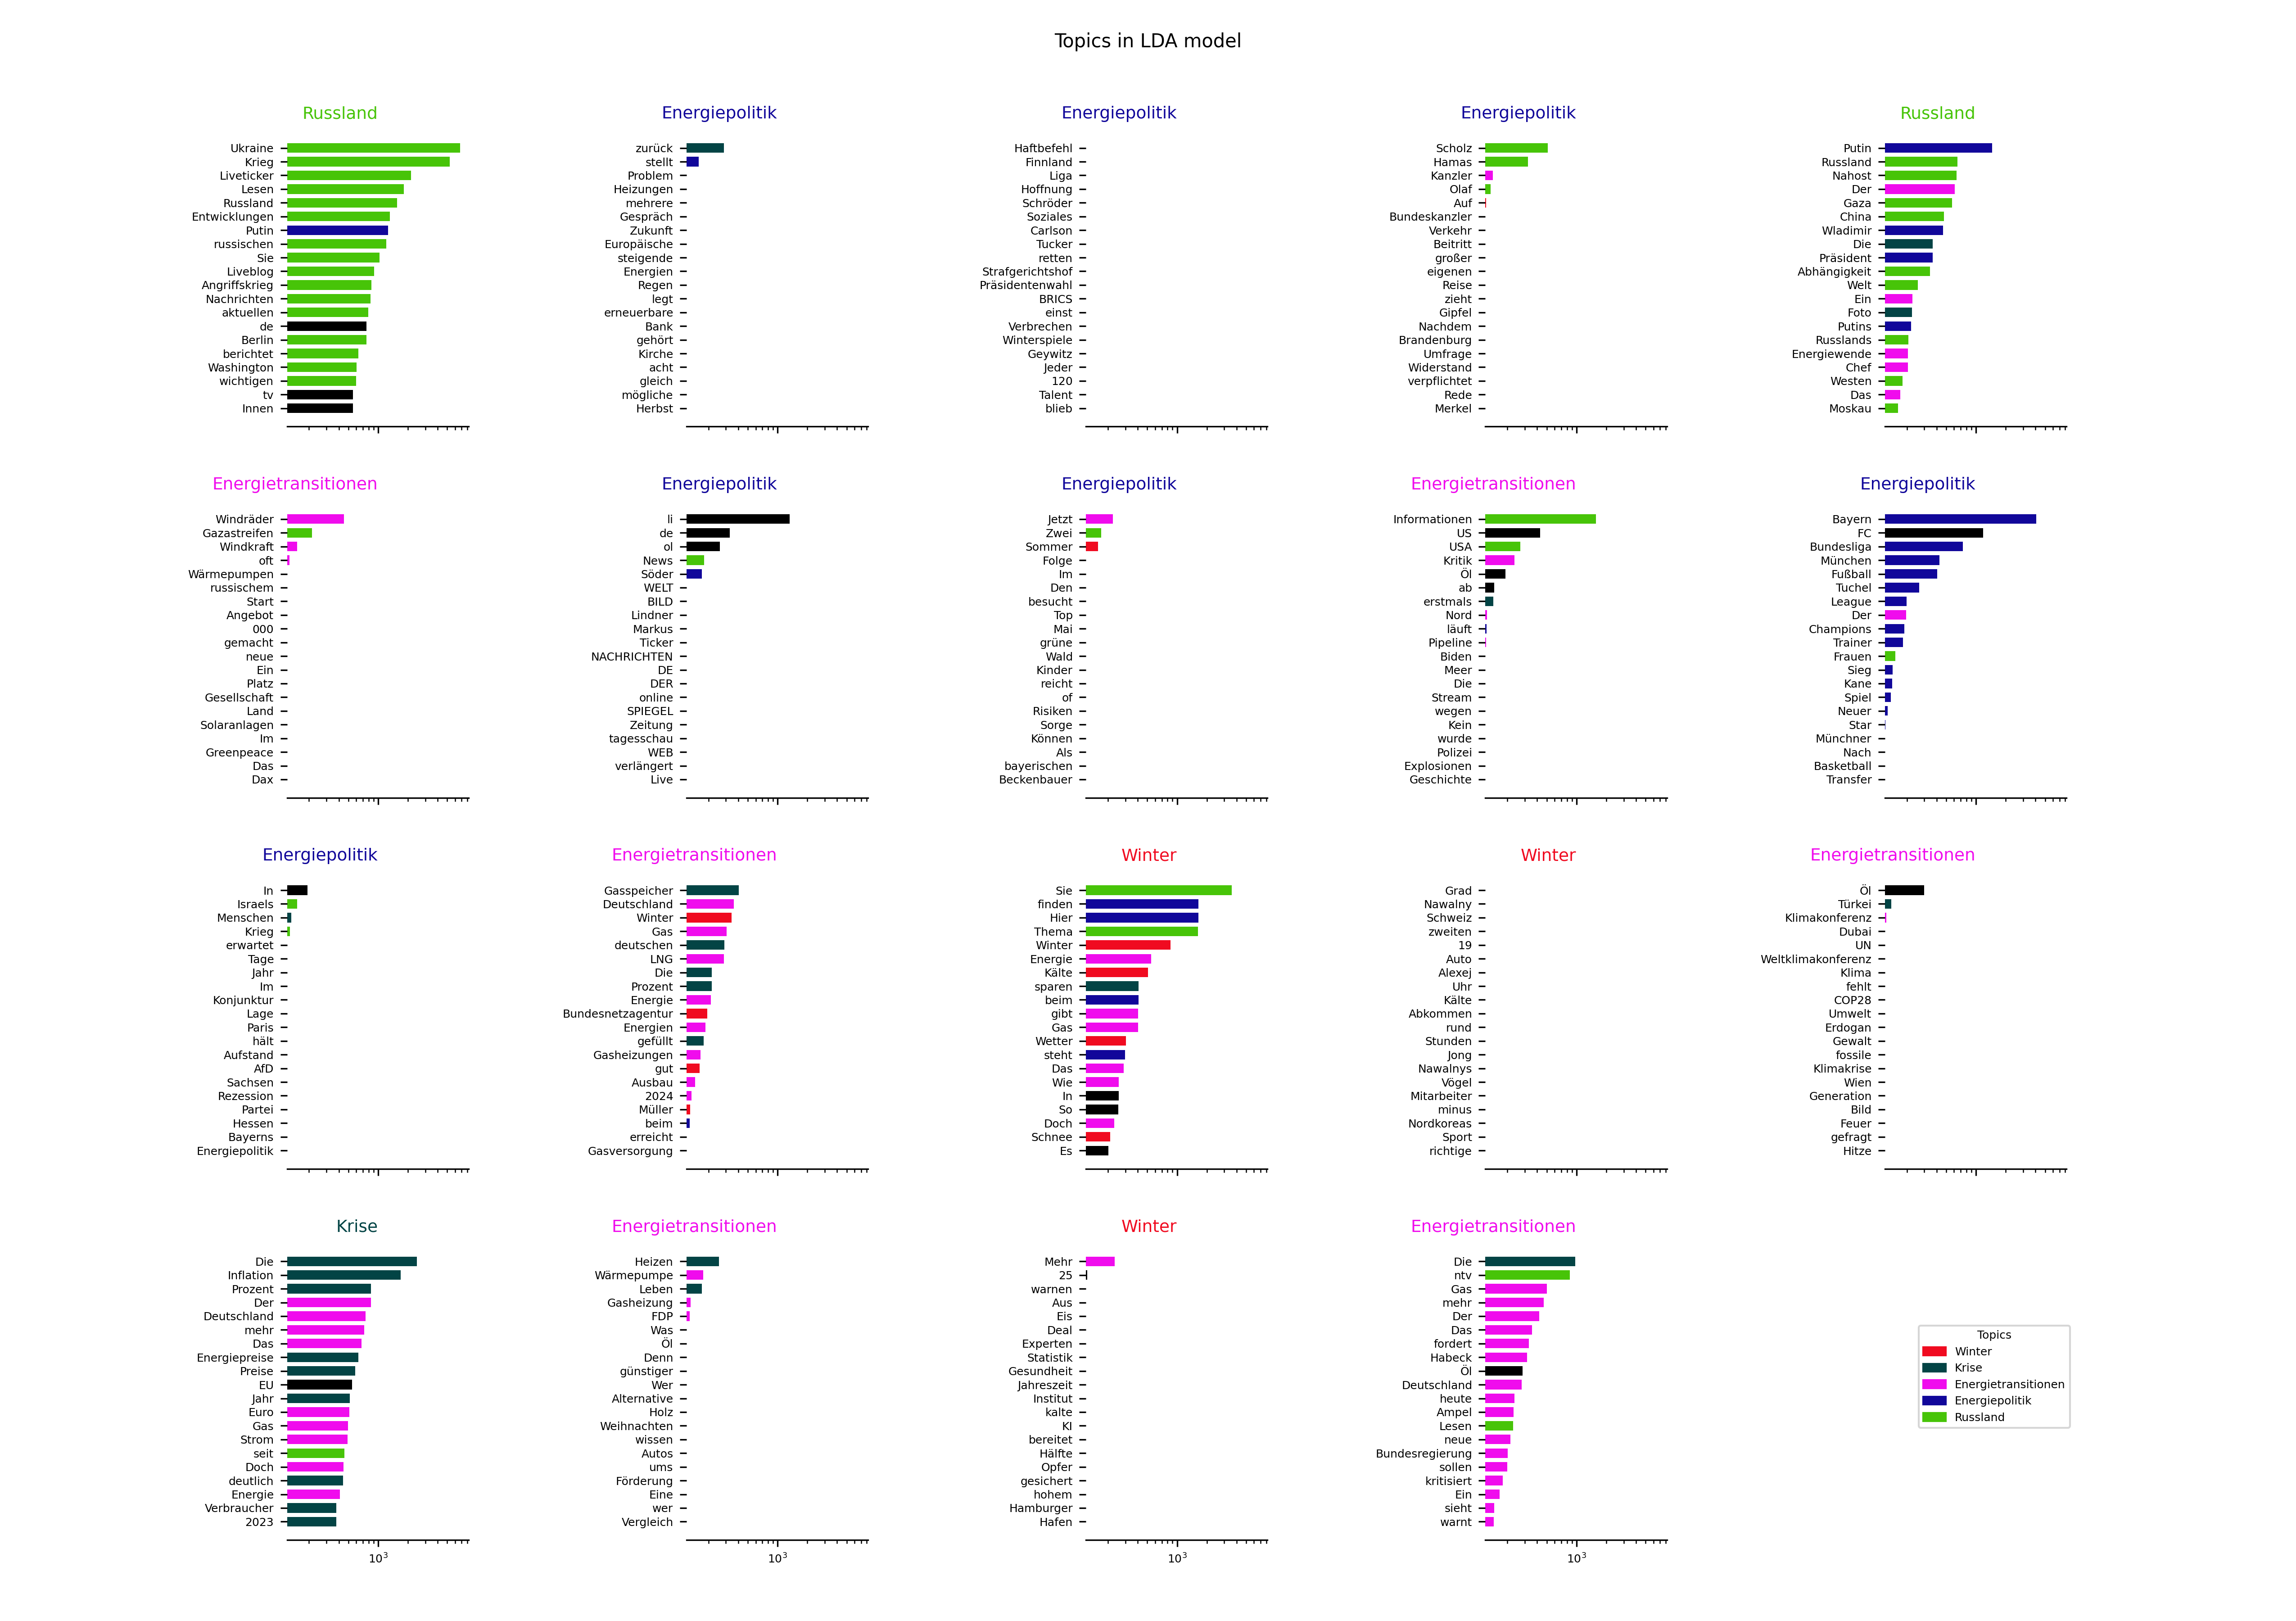 Topics in LDA model
Russland
Ukraine
Krieg
Liveticker
Lesen
Russland
Entwicklungen
Putin
russischen
Sie
Liveblog
Angriffskrieg
Nachrichten
aktuellen
de
Berlin
berichtet
Washington
wichtigen
tv
Innen
Energiepolitik
zurück
stellt
Problem
Heizungen
mehrere
Gespräch
Zukunft
Europäische
steigende
Energien
Regen
legt
erneuerbare
Bank
gehört
Kirche
acht
gleich
mögliche
Herbst
Energiepolitik
Haftbefehl
Finnland
Liga
Hoffnung
Schröder
Soziales
Carlson
Tucker
retten
Strafgerichtshof
Präsidentenwahl
BRICS
einst
Verbrechen
Winterspiele
Geywitz
Jeder
120
Talent
blieb
Energiepolitik
Scholz
Hamas
Kanzler
Olaf
Auf
Bundeskanzler
Verkehr
Beitritt
großer
eigenen
Reise
zieht
Gipfel
Nachdem
Brandenburg
Umfrage
Widerstand
verpflichtet
Rede
Merkel
Russland
Putin
Russland
Nahost
Der
Gaza
China
Wladimir
Die
Präsident
Abhängigkeit
Welt
Ein
Foto
Putins
Russlands
Energiewende
Chef
Westen
Das
Moskau
Energietransitionen
Windräder
Gazastreifen
Windkraft
oft
Wärmepumpen
russischem
Start
Angebot
000
gemacht
neue
Ein
Platz
Gesellschaft
Land
Solaranlagen
Im
Greenpeace
Das
Dax
Energiepolitik
li
de
ol
News
Söder
WELT
BILD
Lindner
Markus
Ticker
NACHRICHTEN
DE
DER
online
SPIEGEL
Zeitung
tagesschau
WEB
verlängert
Live
Energiepolitik
Jetzt
Zwei
Sommer
Folge
Im
Den
besucht
Top
Mai
grüne
Wald
Kinder
reicht
of
Risiken
Sorge
Können
Als
bayerischen
Beckenbauer
Energietransitionen
Informationen
US
USA
Kritik
Öl
ab
erstmals
Nord
läuft
Pipeline
Biden
Meer
Die
Stream
wegen
Kein
wurde
Polizei
Explosionen
Geschichte
Energiepolitik
Bayern
FC
Bundesliga
München
Fußball
Tuchel
League
Der
Champions
Trainer
Frauen
Sieg
Kane
Spiel
Neuer
Star
Münchner
Nach
Basketball
Transfer
Energiepolitik
In
Israels
Menschen
Krieg
erwartet
Tage
Jahr
Im
Konjunktur
Lage
Paris
hält
Aufstand
AfD
Sachsen
Rezession
Partei
Hessen
Bayerns
Energiepolitik
Energietransitionen
Gasspeicher
Deutschland
Winter
Gas
deutschen
LNG
Die
Prozent
Energie
Bundesnetzagentur
Energien
gefüllt
Gasheizungen
gut
Ausbau
2024
Müller
beim
erreicht
Gasversorgung
Winter
Sie
finden
Hier
Thema
Winter
Energie
Kälte
sparen
beim
gibt
Gas
Wetter
steht
Das
Wie
In
So
Doch
Schnee
Es
Winter
Grad
Nawalny
Schweiz
zweiten
19
Auto
Alexej
Uhr
Kälte
Abkommen
rund
Stunden
Jong
Nawalnys
Vögel
Mitarbeiter
minus
Nordkoreas
Sport
richtige
Energietransitionen
Öl
Türkei
Klimakonferenz
Dubai
UN
Weltklimakonferenz
Klima
fehlt
COP28
Umwelt
Erdogan
Gewalt
fossile
Klimakrise
Wien
Generation
Bild
Feuer
gefragt
Hitze
Krise
Die
Inflation
Prozent
Der
Deutschland
mehr
Das
Energiepreise
Preise
EU
Jahr
Euro
Gas
Strom
seit
Doch
deutlich
Energie
Verbraucher
2023
10³
Energietransitionen
Heizen
Wärmepumpe
Leben
Gasheizung
FDP
Was
Öl
Denn
günstiger
Wer
Alternative
Holz
Weihnachten
wissen
Autos
ums
Förderung
Eine
wer
Vergleich
10³
Winter
Mehr
25
warnen
Aus
Eis
Deal
Experten
Statistik
Gesundheit
Jahreszeit
Institut
kalte
KI
bereitet
Hälfte
Opfer
gesichert
hohem
Hamburger
Hafen
10³
Energietransitionen
Die
ntv
Gas
mehr
Der
Das
fordert
Habeck
Öl
Deutschland
heute
Ampel
Lesen
neue
Bundesregierung
sollen
kritisiert
Ein
sieht
warnt
10³
Topics
Winter
Krise
Energietransitionen
Energiepolitik
Russland